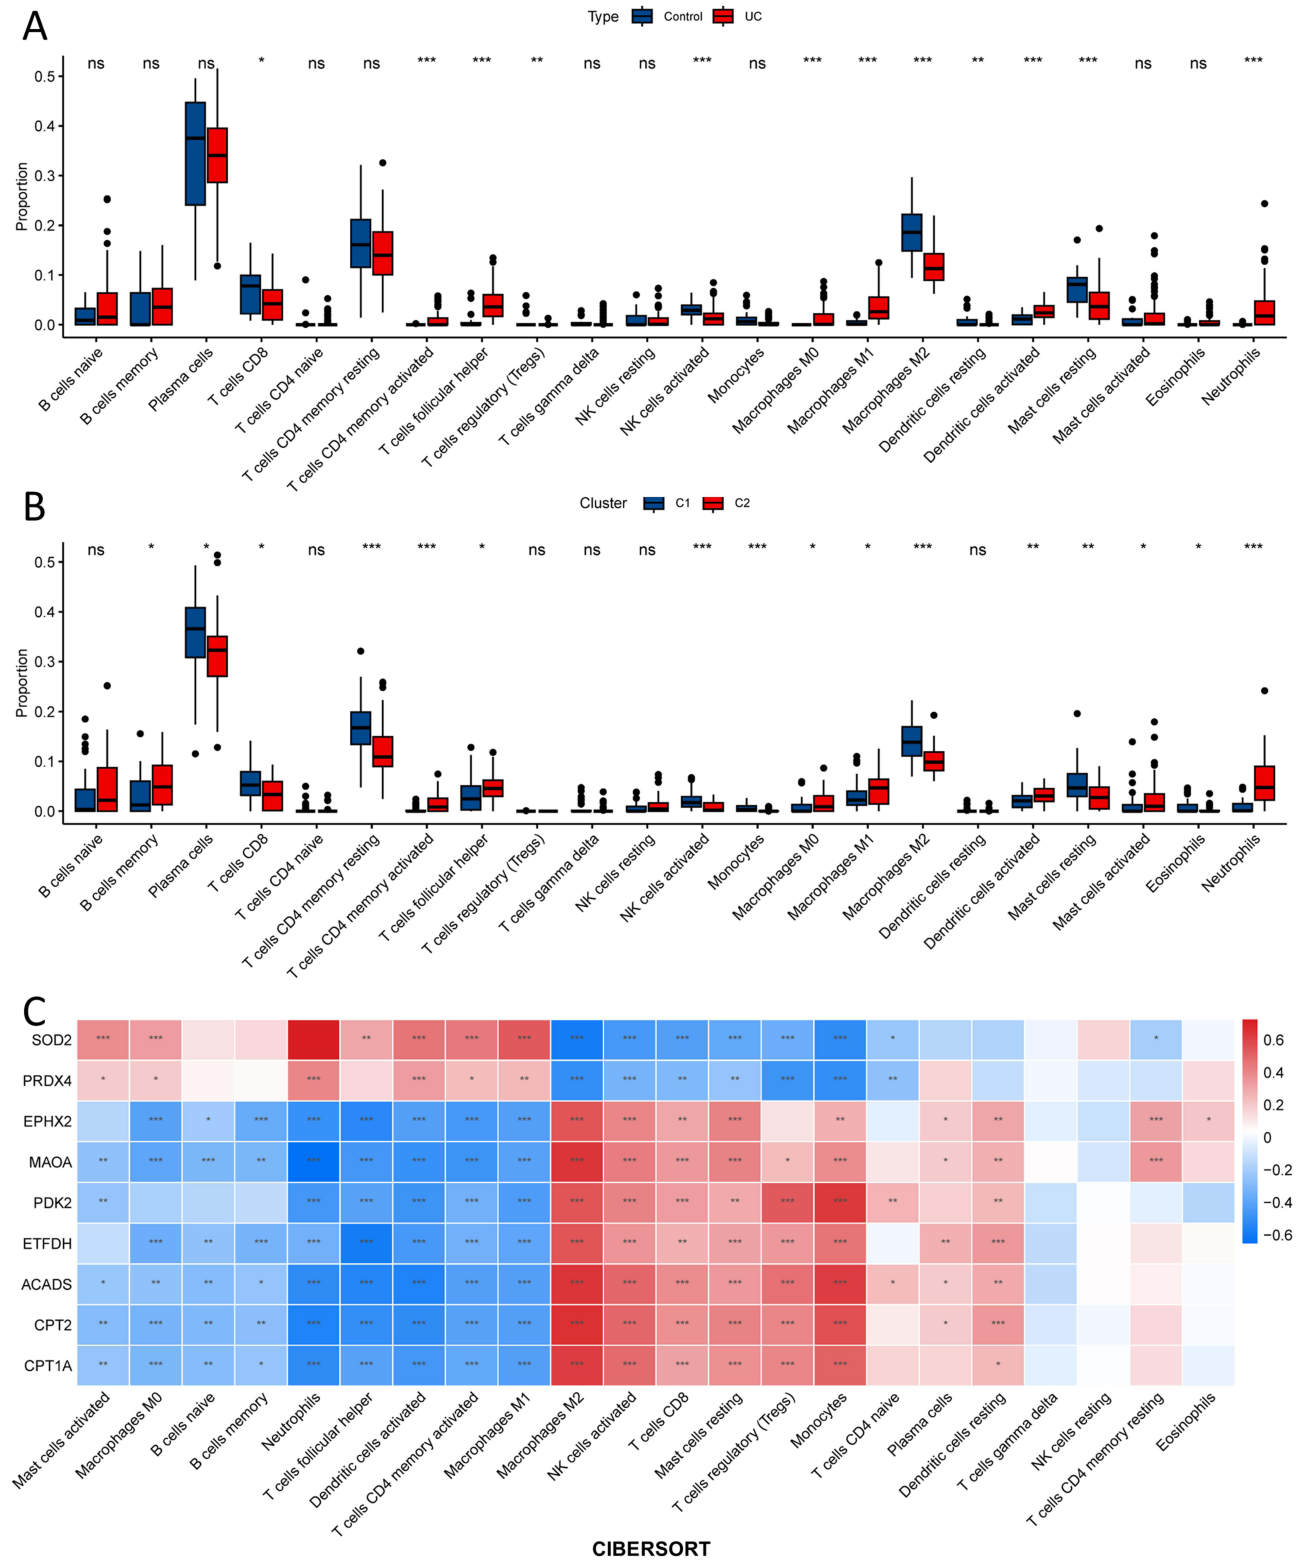 A
Type Control UC
ns ns ns * ns ns *** *** ** ns ns *** ns *** *** *** ** *** *** ns ns ***
Proportion
0.5
0.4
0.3
0.2
0.1
0.0
B cells naive
B cells memory
Plasma cells
T cells CD8
T cells CD4 naive
T cells CD4 memory resting
T cells CD4 memory activated
T cells follicular helper
T cells regulatory (Tregs)
T cells gamma delta
NK cells resting
NK cells activated
Monocytes
Macrophages M0
Macrophages M1
Macrophages M2
Dendritic cells resting
Dendritic cells activated
Mast cells resting
Mast cells activated
Eosinophils
Neutrophils
B
Cluster C1 C2
ns * * * ns *** *** * ns ns ns *** *** * * *** ns ** ** * * ***
Proportion
0.5
0.4
0.3
0.2
0.1
0.0
B cells naive
B cells memory
Plasma cells
T cells CD8
T cells CD4 naive
T cells CD4 memory resting
T cells CD4 memory activated
T cells follicular helper
T cells regulatory (Tregs)
T cells gamma delta
NK cells resting
NK cells activated
Monocytes
Macrophages M0
Macrophages M1
Macrophages M2
Dendritic cells resting
Dendritic cells activated
Mast cells resting
Mast cells activated
Eosinophils
Neutrophils
C
SOD2 *** *** ** *** *** *** *** *** *** *** *** *** * *
PRDX4 * * *** *** * ** *** *** ** ** *** *** **
EPHX2 *** * *** *** *** *** *** *** *** *** ** *** ** * ** *** *
MAOA ** *** *** ** *** *** *** *** *** *** *** *** *** * *** * ** ***
PDK2 ** *** *** *** *** *** *** *** *** ** *** *** ** **
ETFDH *** ** *** *** *** *** *** *** *** *** ** *** *** *** ** ***
ACADS * ** ** * *** *** *** *** *** *** *** *** *** *** *** * * **
CPT2 ** *** ** ** *** *** *** *** *** *** *** *** *** *** *** * ***
CPT1A ** *** ** * *** *** *** *** *** *** *** *** *** *** *** *
0.6
0.4
0.2
0
−0.2
−0.4
−0.6
Mast cells activated
Macrophages M0
B cells naive
B cells memory
Neutrophils
T cells follicular helper
Dendritic cells activated
T cells CD4 memory activated
Macrophages M1
Macrophages M2
NK cells activated
T cells CD8
Mast cells resting
T cells regulatory (Tregs)
Monocytes
T cells CD4 naive
Plasma cells
Dendritic cells resting
T cells gamma delta
NK cells resting
T cells CD4 memory resting
Eosinophils
CIBERSORT